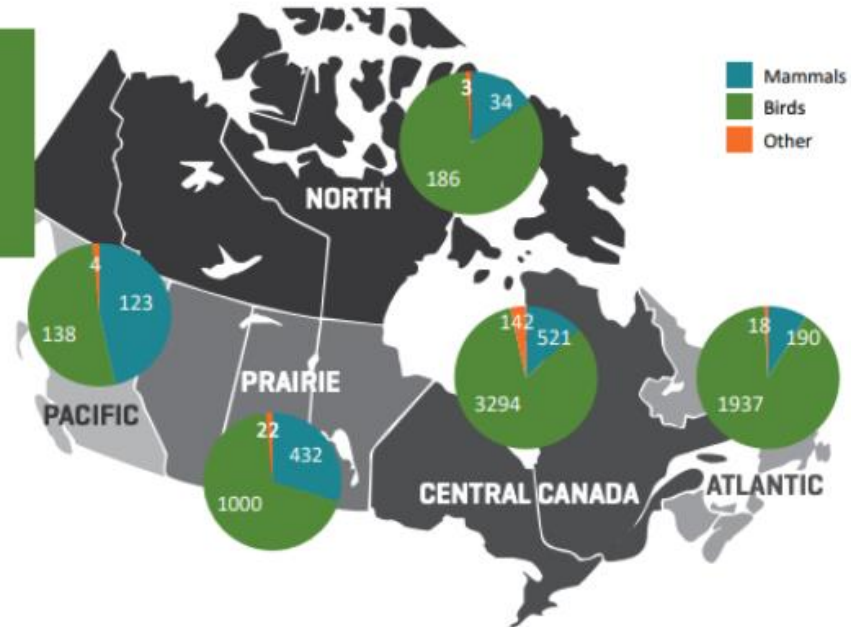 Mammals
Birds
Other
3
34
186
NORTH
4
123
138
PACIFIC
PRAIRIE
22
432
1000
142
521
3294
CENTRAL CANADA
18
190
1937
ATLANTIC